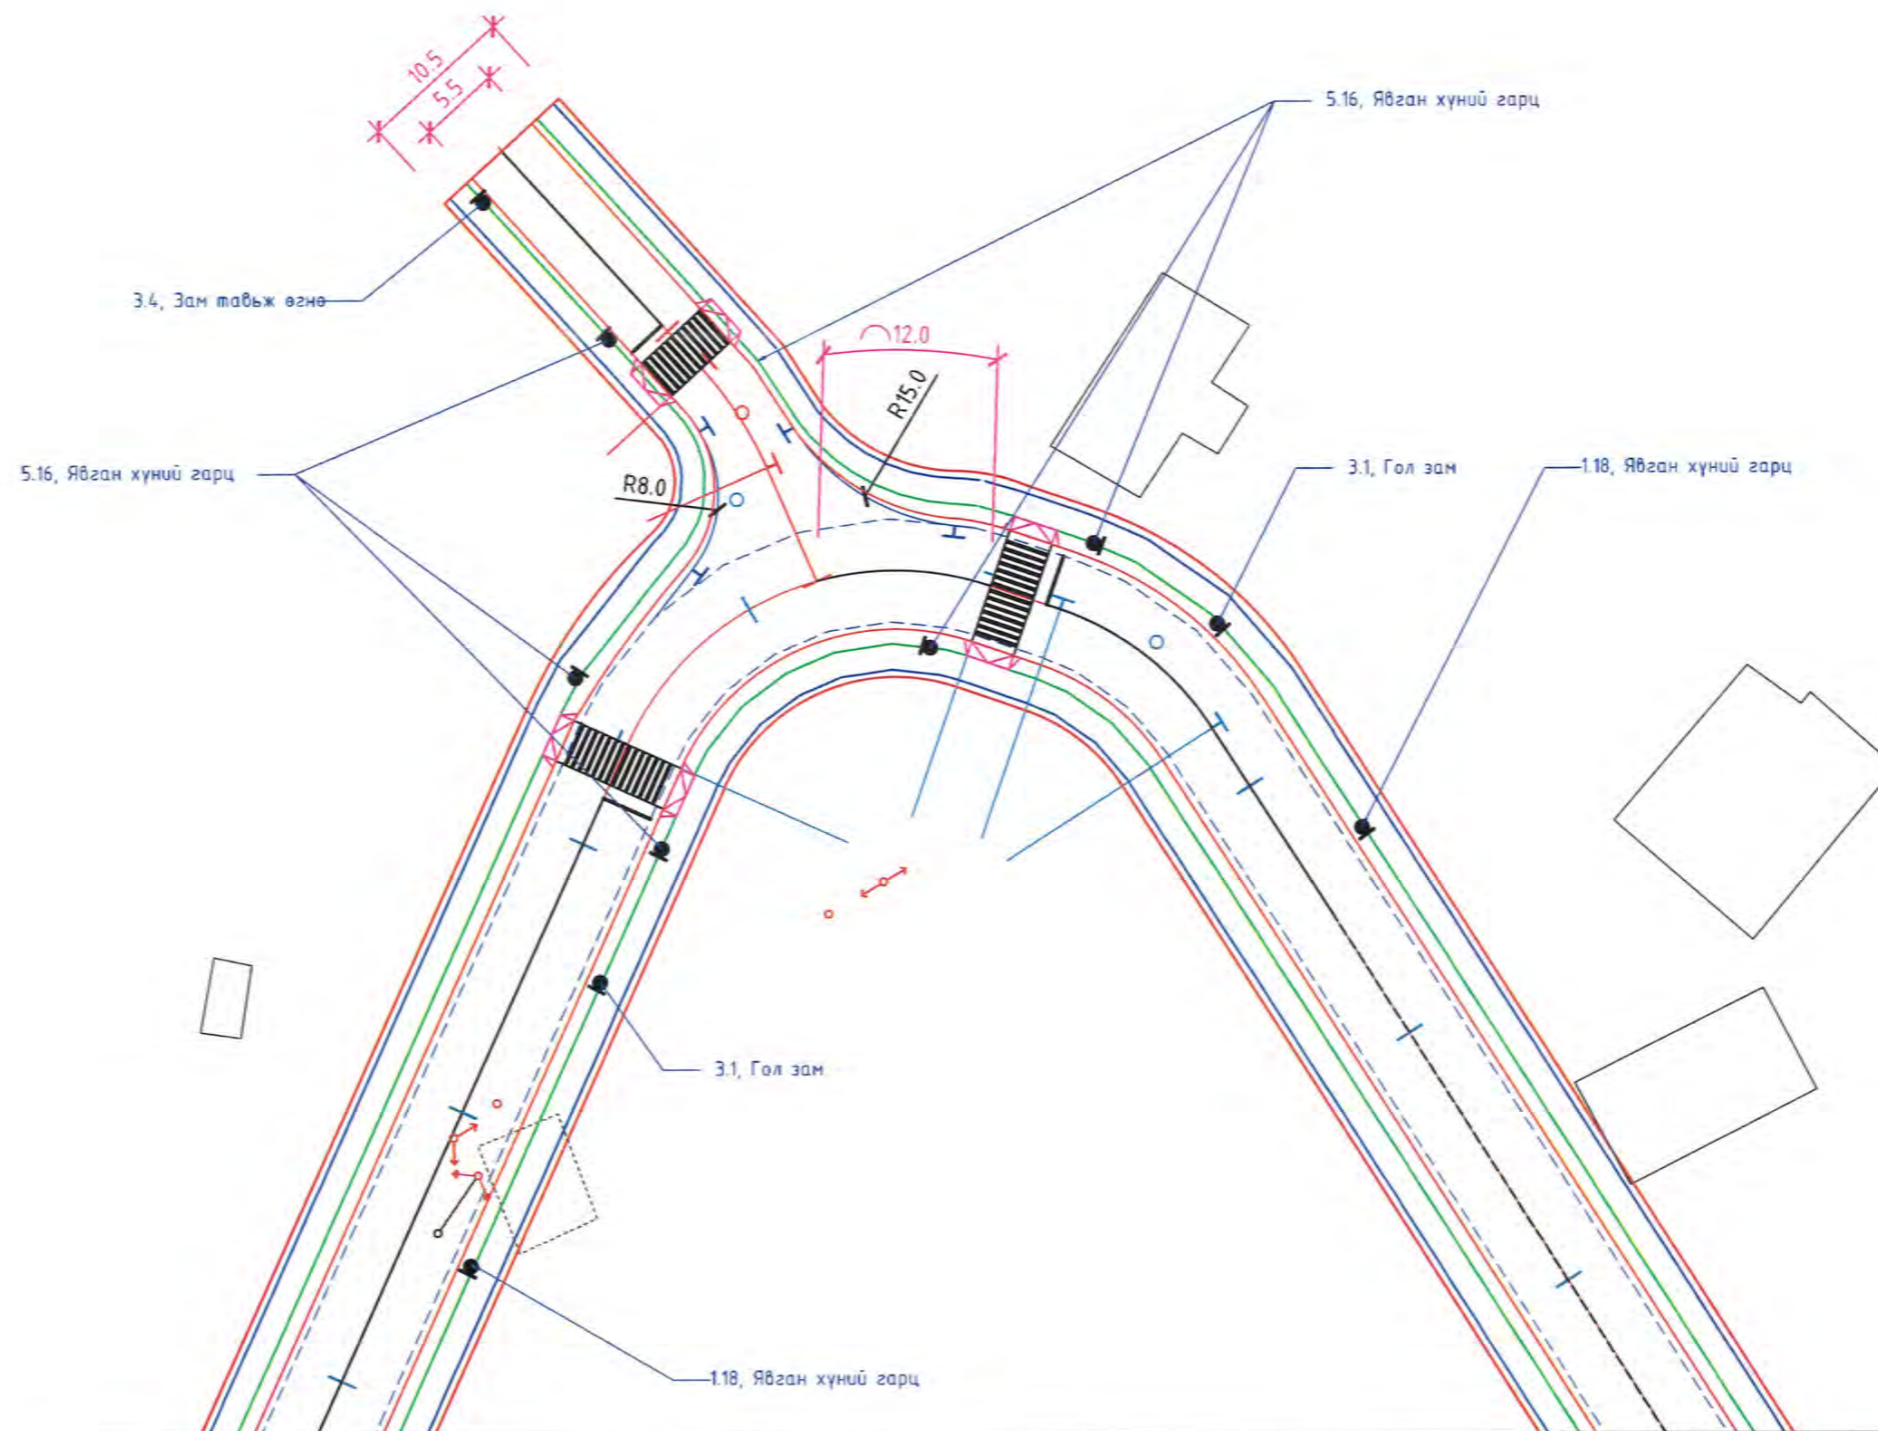 10.5
5.5
5.16, Явган хүний гарц
3.4, Зам тавьж өгнө
12.0
R15.0
5.16, Явган хүний гарц
R8.0
3.1, Гол зам
1.18, Явган хүний гарц
3.1, Гол зам
1.18, Явган хүний гарц